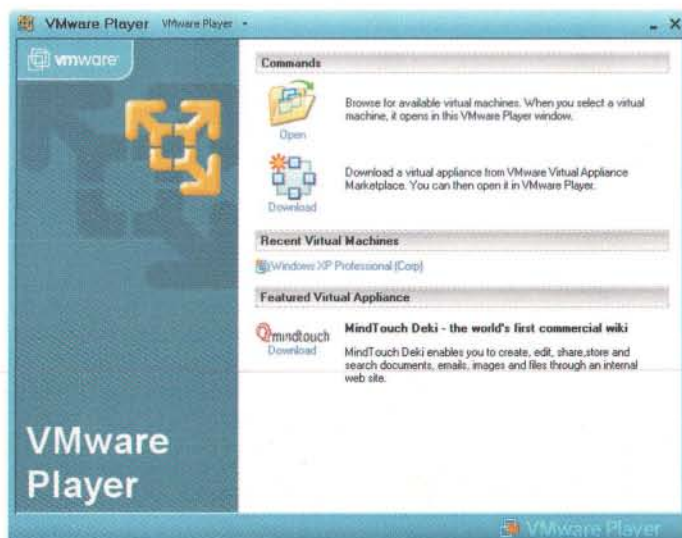 VMware Player VMware Player
vmware
Commands
Browse for available virtual machines. When you select a virtual
machine, it opens in this VMware Player window.
Open
Download a virtual appliance from VMware Virtual Appliance
Marketplace. You can then open it in VMware Player.
Download
Recent Virtual Machines
Windows XP Professional (Corp)
Featured Virtual Appliance
mindtouch
Download
MindTouch Deki - the world's first commercial wiki
MindTouch Deki enables you to create, edit, share,store and
search documents, emails, images and files through an internal
web site.
VMware
Player
VMware Player